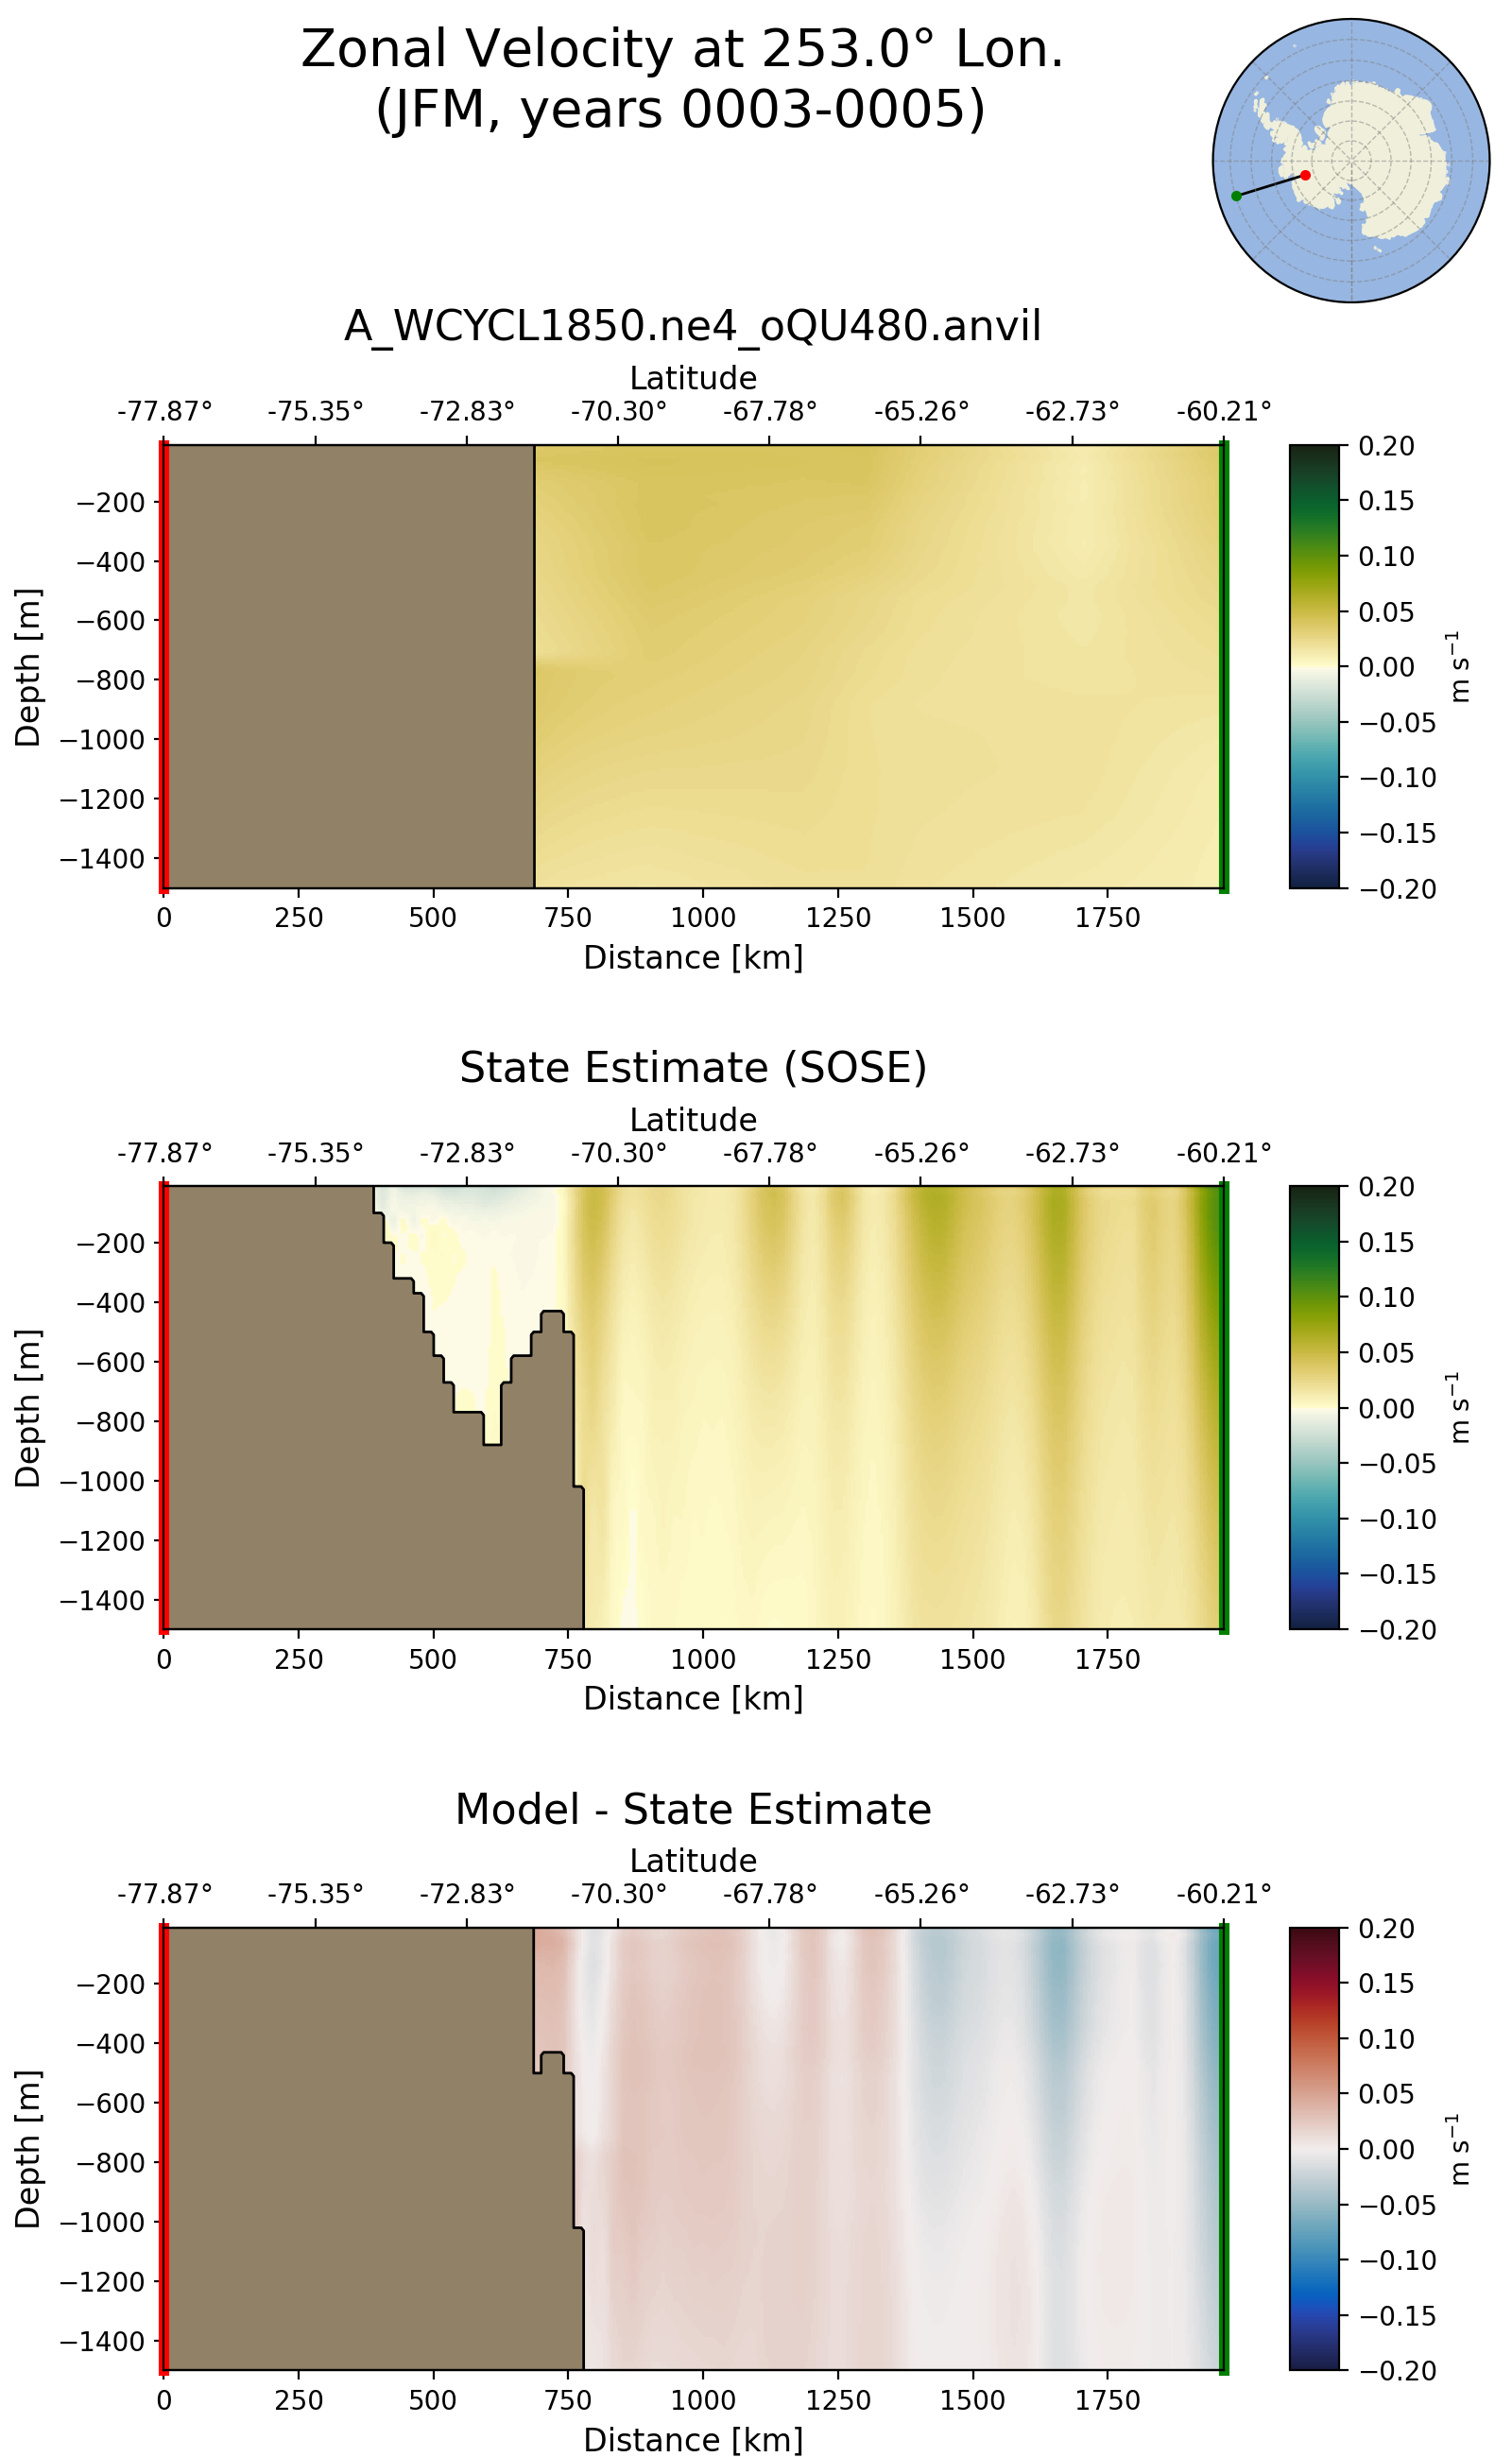 Zonal Velocity at 253.0° Lon.
(JFM, years 0003-0005)
A_WCYCL1850.ne4_oQU480.anvil
Latitude
-77.87° -75.35° -72.83° -70.30° -67.78° -65.26° -62.73° -60.21°
Depth [m]
−200
−400
−600
−800
−1000
−1200
−1400
0 250 500 750 1000 1250 1500 1750
Distance [km]
0.20
0.15
0.10
0.05
0.00
−0.05
−0.10
−0.15
−0.20
m s⁻¹
State Estimate (SOSE)
Latitude
-77.87° -75.35° -72.83° -70.30° -67.78° -65.26° -62.73° -60.21°
Depth [m]
−200
−400
−600
−800
−1000
−1200
−1400
0 250 500 750 1000 1250 1500 1750
Distance [km]
0.20
0.15
0.10
0.05
0.00
−0.05
−0.10
−0.15
−0.20
m s⁻¹
Model - State Estimate
Latitude
-77.87° -75.35° -72.83° -70.30° -67.78° -65.26° -62.73° -60.21°
Depth [m]
−200
−400
−600
−800
−1000
−1200
−1400
0 250 500 750 1000 1250 1500 1750
Distance [km]
0.20
0.15
0.10
0.05
0.00
−0.05
−0.10
−0.15
−0.20
m s⁻¹